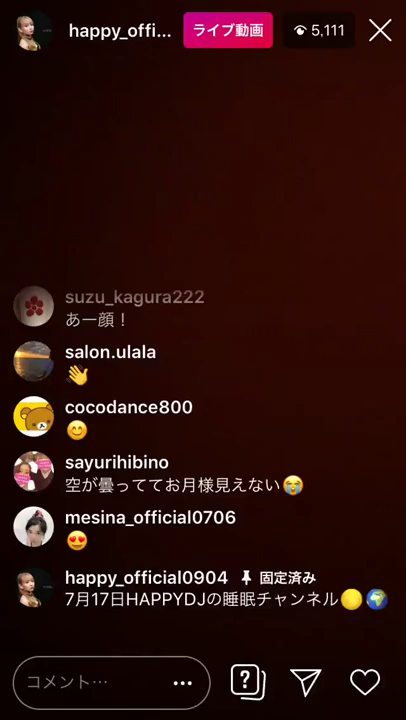 happy_offi...
ライブ動画
5,111
suzu_kagura222
あー顔！
salon.ulala
👋
cocodance800
😊
sayurihibino
空が曇っててお月様見えない😭
mesina_official0706
😍
happy_official0904 📌 固定済み
7月17日HAPPYDJの睡眠チャンネル🌕🌍
コメント…